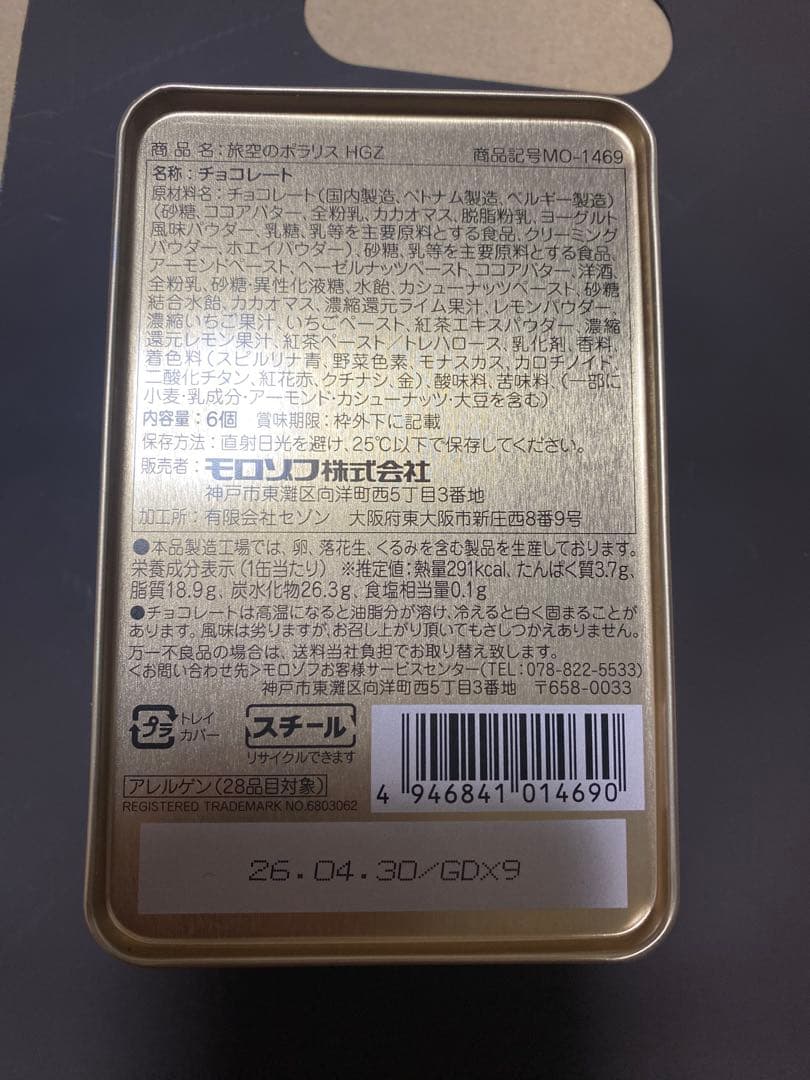 商品名:旅空のポラリス HGZ 商品記号MO-1469
名称:チョコレート
原材料名:チョコレート(国内製造、ベトナム製造、ベルギー製造)
(砂糖、ココアバター、全粉乳、カカオマス、脱脂粉乳、ヨーグルト
風味パウダー、乳糖、乳等を主要原料とする食品、クリーミング
パウダー、ホエイパウダー)、砂糖、乳等を主要原料とする食品、
アーモンドペースト、ヘーゼルナッツペースト、ココアバター、洋酒、
全粉乳、砂糖・異性化液糖、水飴、カシューナッツペースト、砂糖
結合水飴、カカオマス、濃縮還元ライム果汁、レモンパウダー、
濃縮いちご果汁、いちごペースト、紅茶エキスパウダー、濃縮
還元レモン果汁、紅茶ペースト/トレハロース、乳化剤、香料、
着色料(スピルリナ青、野菜色素、モナスカス、カロチノイド、
二酸化チタン、紅花赤、クチナシ、金)、酸味料、苦味料、(一部に
小麦・乳成分・アーモンド・カシューナッツ・大豆を含む)
内容量:6個 賞味期限:枠外下に記載
保存方法:直射日光を避け、25℃以下で保存してください。
販売者:モロゾフ株式会社
神戸市東灘区向洋町西5丁目3番地
加工所:有限会社セゾン 大阪府東大阪市新庄西8番9号
●本品製造工場では、卵、落花生、くるみを含む製品を生産しております。
栄養成分表示(1缶当たり) ※推定値:熱量291kcal、たんぱく質3.7g、
脂質18.9g、炭水化物26.3g、食塩相当量0.1g
●チョコレートは高温になると油脂分が溶け、冷えると白く固まることが
あります。風味は劣りますが、お召し上がり頂いてもさしつかえありません。
万一不良品の場合は、送料当社負担でお取り替え致します。
<お問い合わせ先>モロゾフお客様サービスセンター(TEL:078-822-5533)
神戸市東灘区向洋町西5丁目3番地 〒658-0033
プラ トレイ カバー
スチール
リサイクルできます
アレルゲン(28品目対象)
REGISTERED TRADEMARK NO.6803062
4 946841 014690
26.04.30/GDX9